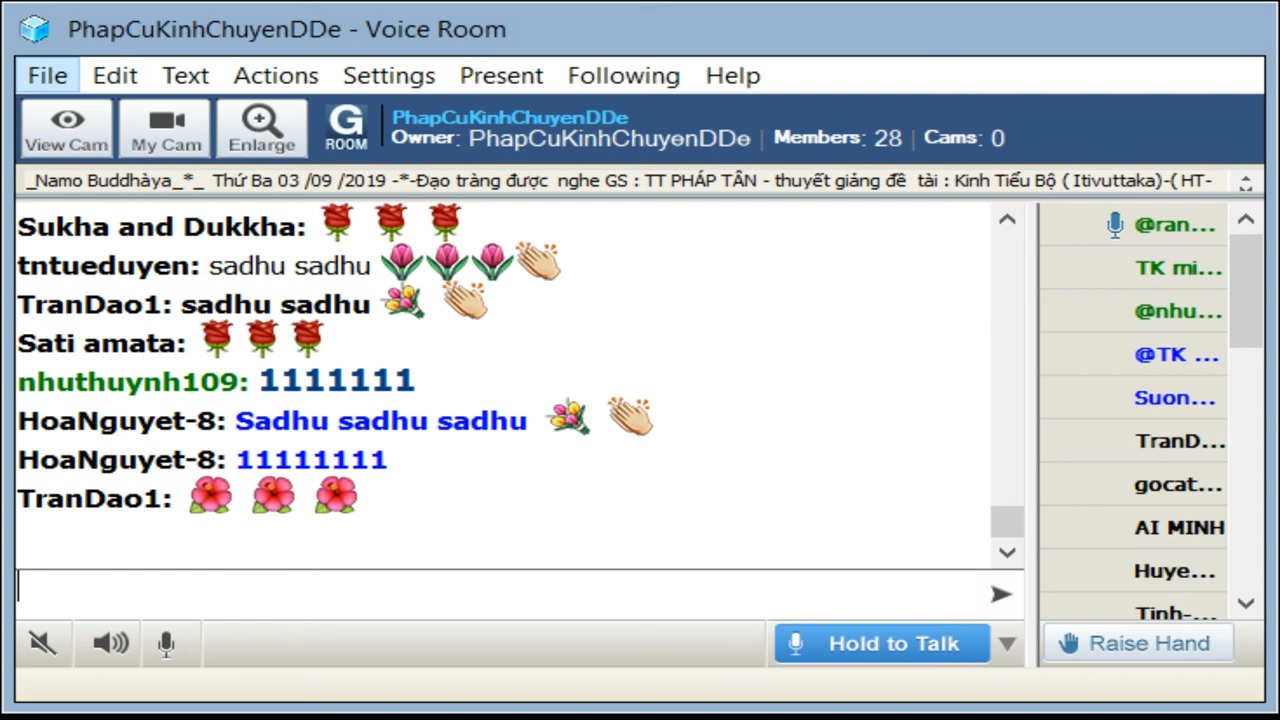 PhapCuKinhChuyenDDe - Voice Room
File Edit Text Actions Settings Present Following Help
View Cam My Cam Enlarge G ROOM
PhapCuKinhChuyenDDe
Owner: PhapCuKinhChuyenDDe | Members: 28 | Cams: 0
_Namo Buddhàya_*_ Thứ Ba 03 /09 /2019 -*-Đạo tràng được nghe GS : TT PHÁP TÂN - thuyết giảng đề tài : Kinh Tiểu Bộ ( Itivuttaka)-( HT-
Sukha and Dukkha: 🌹 🌹 🌹
tntueduyen: sadhu sadhu 🌷🌷🌷👏
TranDao1: sadhu sadhu 💐 👏
Sati amata: 🌹 🌹 🌹
nhuthuynh109: 1111111
HoaNguyet-8: Sadhu sadhu sadhu 💐 👏
HoaNguyet-8: 11111111
TranDao1: 🌺 🌺 🌺
@ran...
TK mi...
@nhu...
@TK ...
Suon...
TranD...
gocat...
AI MINH
Huye...
Tinh-...
Hold to Talk
Raise Hand